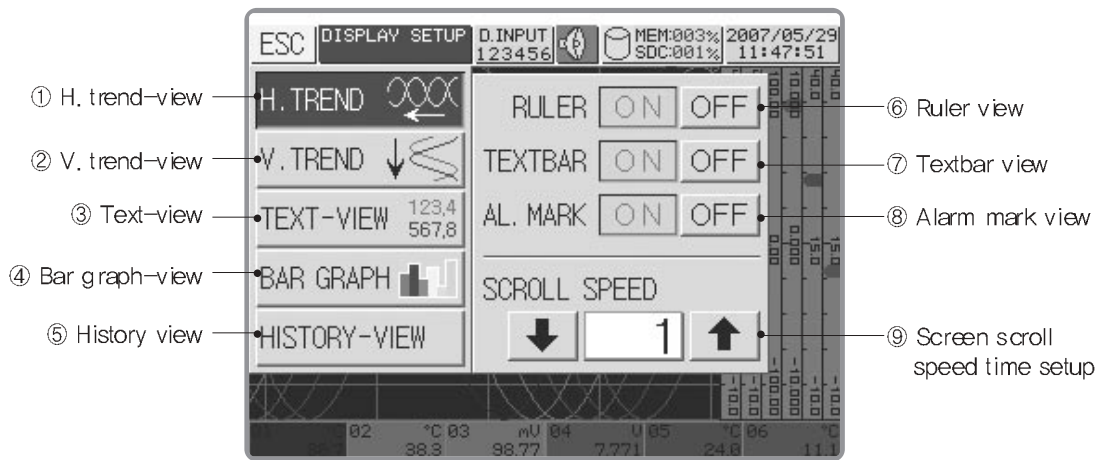 ESC
DISPLAY SETUP
D.INPUT
123456
MEM:003%
SDC:001%
2007/05/29
11:47:51
① H. trend-view
② V. trend-view
③ Text-view
④ Bar graph-view
⑤ History view
H.TREND
V.TREND
TEXT-VIEW 123.4
567.8
BAR GRAPH
HISTORY-VIEW
RULER ON OFF
TEXTBAR ON OFF
AL. MARK ON OFF
SCROLL SPEED
1
⑥ Ruler view
⑦ Textbar view
⑧ Alarm mark view
⑨ Screen scroll
speed time setup
02 °C 03 mV 04 V 05 °C 06 °C
38.3 98.77 7.771 24.0 11.1